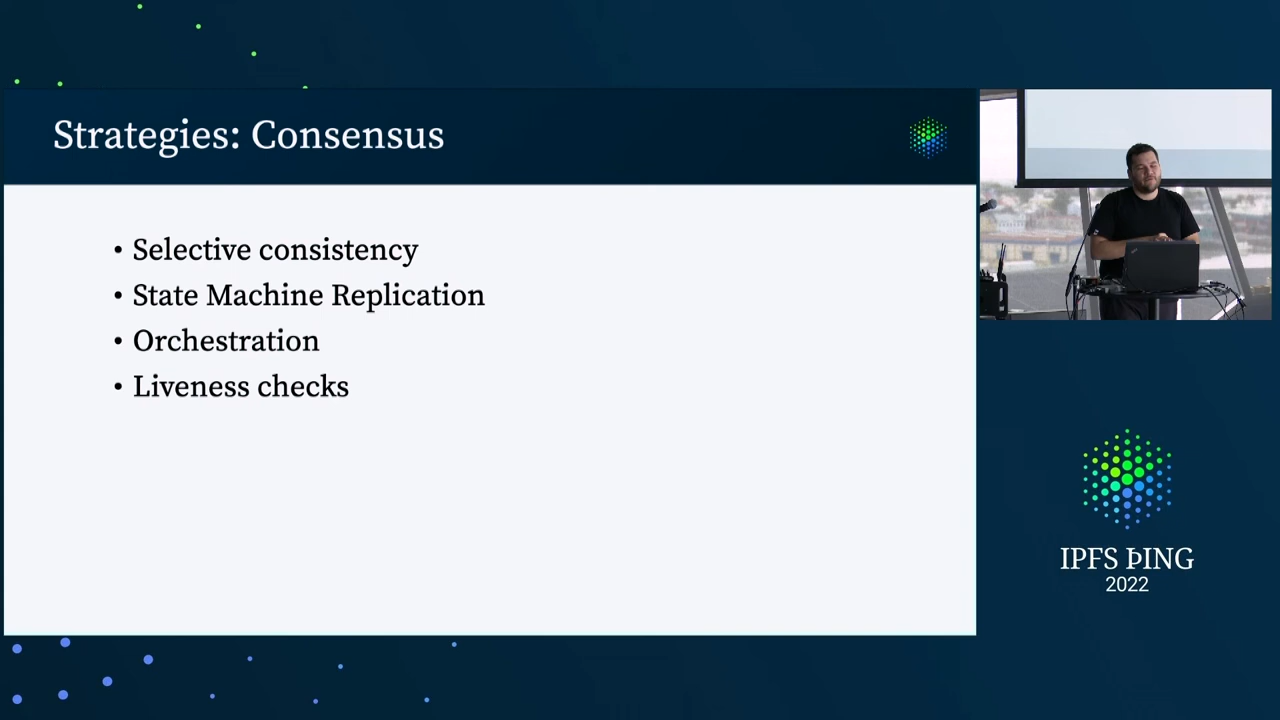 Strategies: Consensus
• Selective consistency
• State Machine Replication
• Orchestration
• Liveness checks
IPFS ÞING
2022